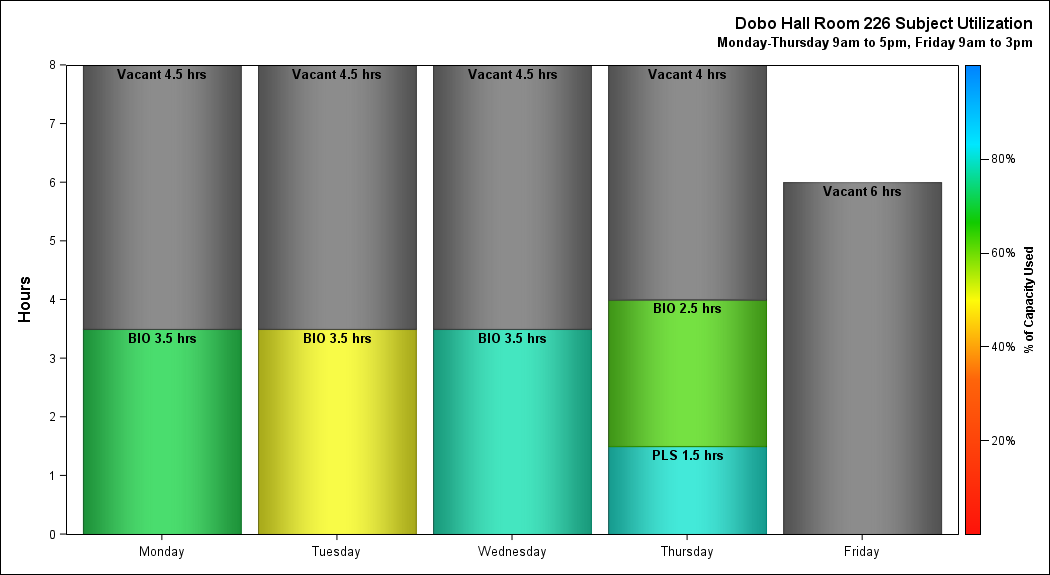 Dobo Hall Room 226 Subject Utilization
Monday-Thursday 9am to 5pm, Friday 9am to 3pm
Hours
8
7
6
5
4
3
2
1
0
Vacant 4.5 hrs
BIO 3.5 hrs
Vacant 4.5 hrs
BIO 3.5 hrs
Vacant 4.5 hrs
BIO 3.5 hrs
Vacant 4 hrs
BIO 2.5 hrs
PLS 1.5 hrs
Vacant 6 hrs
Monday
Tuesday
Wednesday
Thursday
Friday
80%
60%
40%
20%
% of Capacity Used